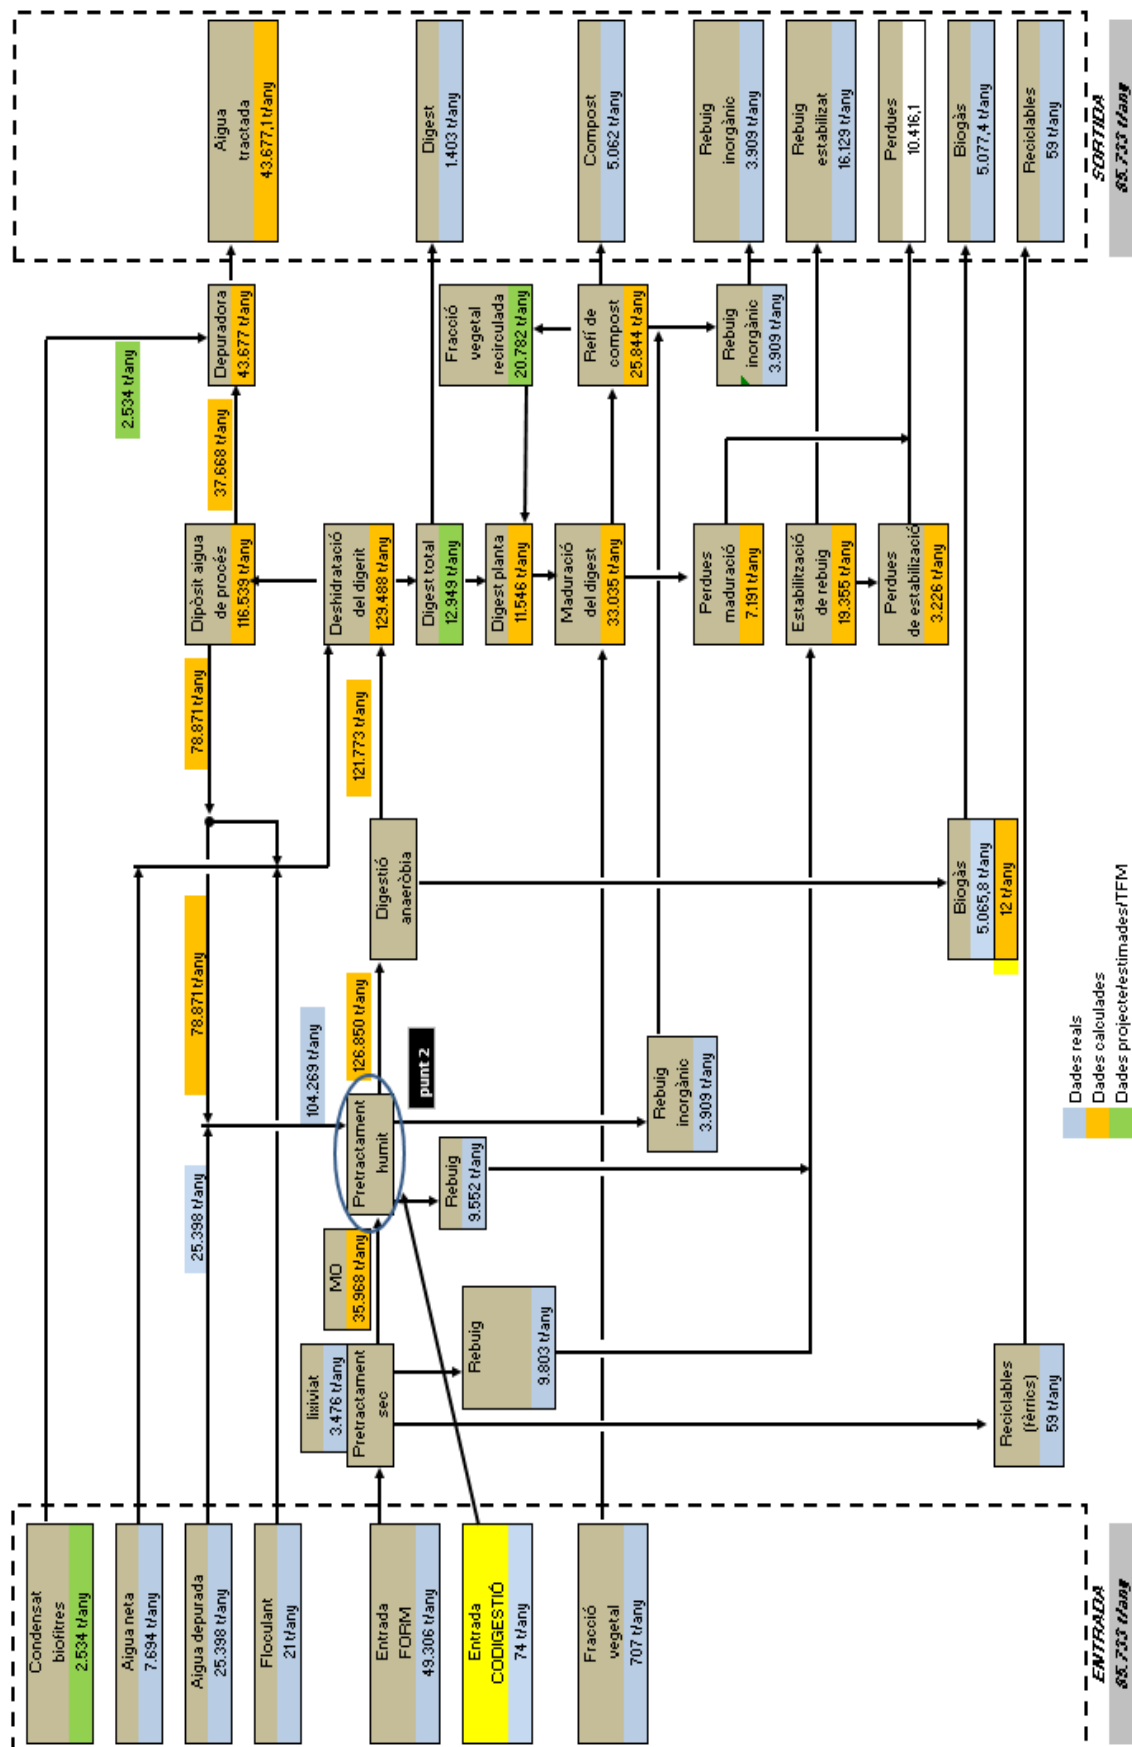 Condensat
biofiltres
2.534 t/any
Aigua neta
7.694 t/any
Aigua depurada
25.398 t/any
Floculant
21 t/any
Entrada
FORM
49.306 t/any
Entrada
CODIGESTIÓ
74 t/any
Fracció
vegetal
707 t/any
ENTRADA
85.733 t/any
lixiviat
3.476 t/any
Pretractament
sec
MO
35.968 t/any
Rebuig
9.803 t/any
Reciclables
(fèrrics)
59 t/any
25.398 t/any
78.871 t/any
104.269 t/any
Pretractament
humit
126.850 t/any
punt 2
Rebuig
9.552 t/any
Rebuig
inorgànic
3.909 t/any
Digestió
anaeròbia
Biogàs
5.065,8 t/any
12 t/any
78.871 t/any
121.773 t/any
Dipòsit aigua
de procés
116.539 t/any
Deshidratació
del digerit
129.488 t/any
Digest total
12.949 t/any
Digest planta
11.546 t/any
Maduració
del digest
33.035 t/any
Perdues
maduració
7.191 t/any
Estabilització
de rebuig
19.355 t/any
Perdues
de estabilizació
3.226 t/any
2.534 t/any
37.668 t/any
Depuradora
43.677 t/any
Fracció
vegetal
recirculada
20.782 t/any
Refí de
compost
25.844 t/any
Rebuig
inorgànic
3.909 t/any
Aigua
tractada
43.677,1 t/any
Digest
1.403 t/any
Compost
5.062 t/any
Rebuig
inorgànic
3.909 t/any
Rebuig
estabilizat
16.129 t/any
Perdues
10.416,1
Biogàs
5.077,4 t/any
Reciclables
59 t/any
SORTIDA
85.733 t/any
Dades reals
Dades calculades
Dades projecte/estimades/TFM